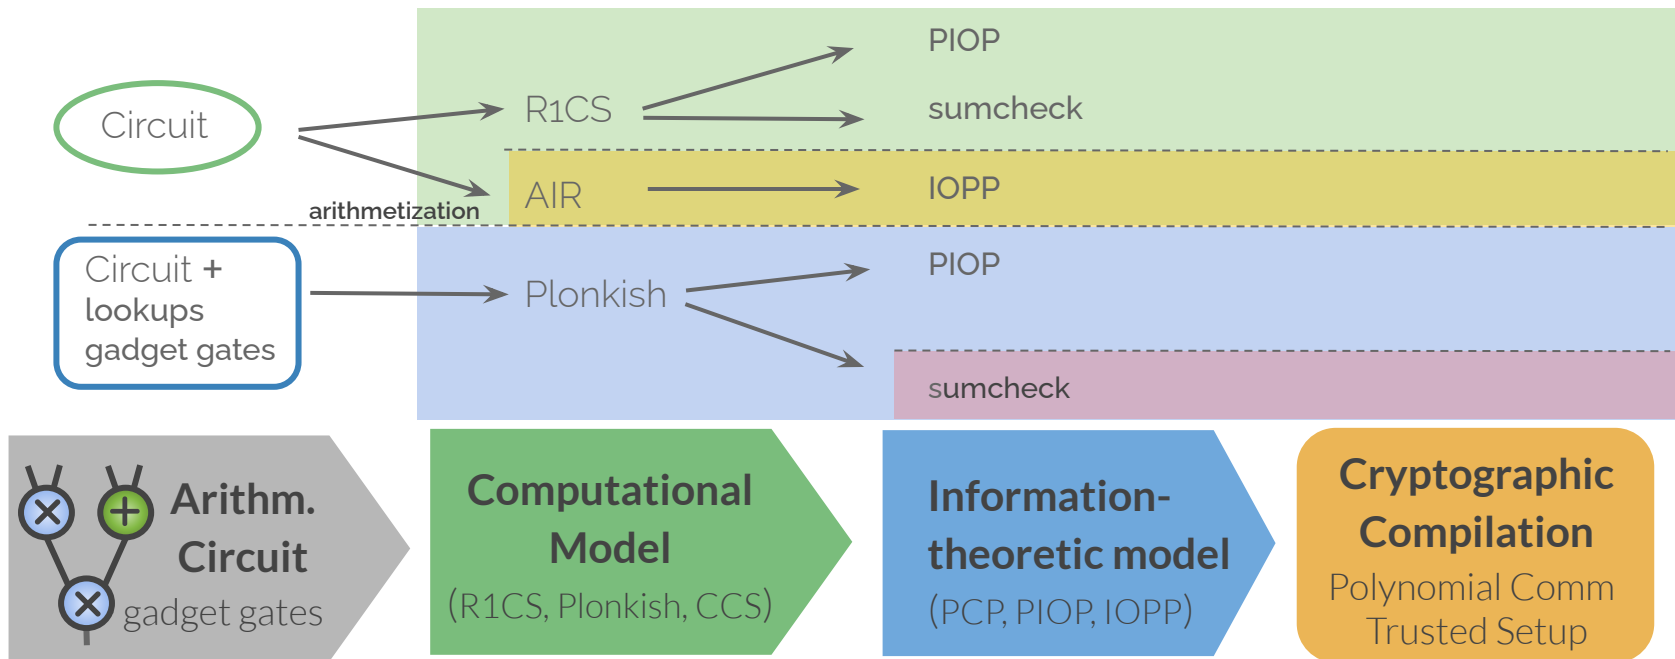 PIOP
Circuit
R1CS
sumcheck
AIR
IOPP
arithmetization
Circuit +
lookups
gadget gates
Plonkish
PIOP
sumcheck
Arithm.
Circuit
gadget gates
Computational
Model
(R1CS, Plonkish, CCS)
Information-
theoretic model
(PCP, PIOP, IOPP)
Cryptographic
Compilation
Polynomial Comm
Trusted Setup